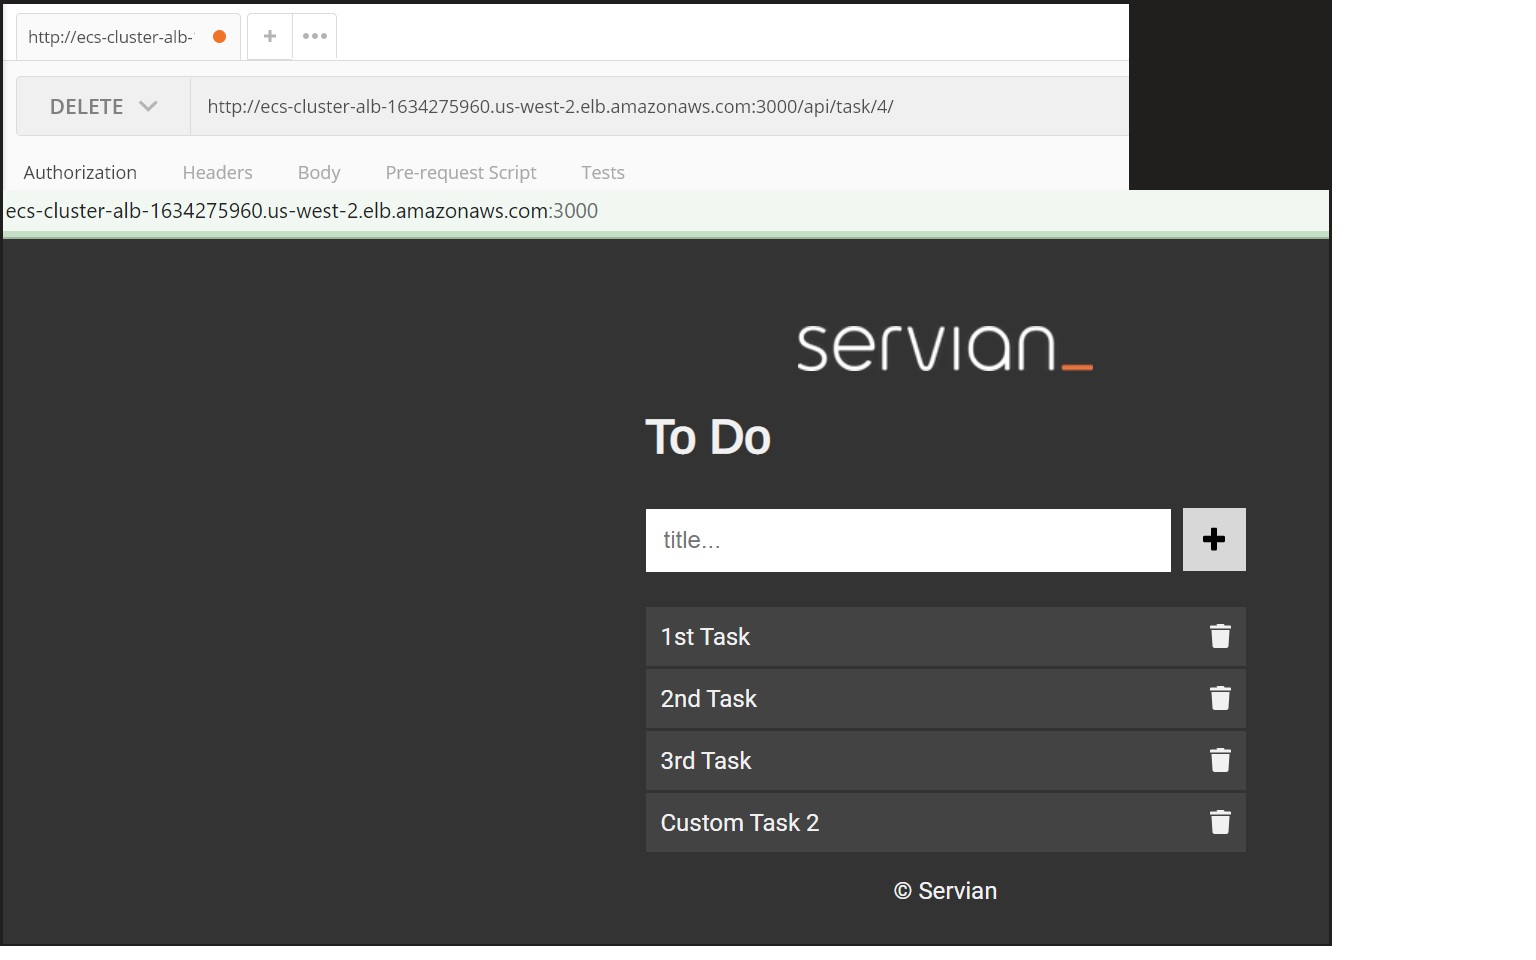 http://ecs-cluster-alb-
DELETE http://ecs-cluster-alb-1634275960.us-west-2.elb.amazonaws.com:3000/api/task/4/
Authorization Headers Body Pre-request Script Tests
ecs-cluster-alb-1634275960.us-west-2.elb.amazonaws.com:3000
servian_
To Do
title...
1st Task
2nd Task
3rd Task
Custom Task 2
© Servian